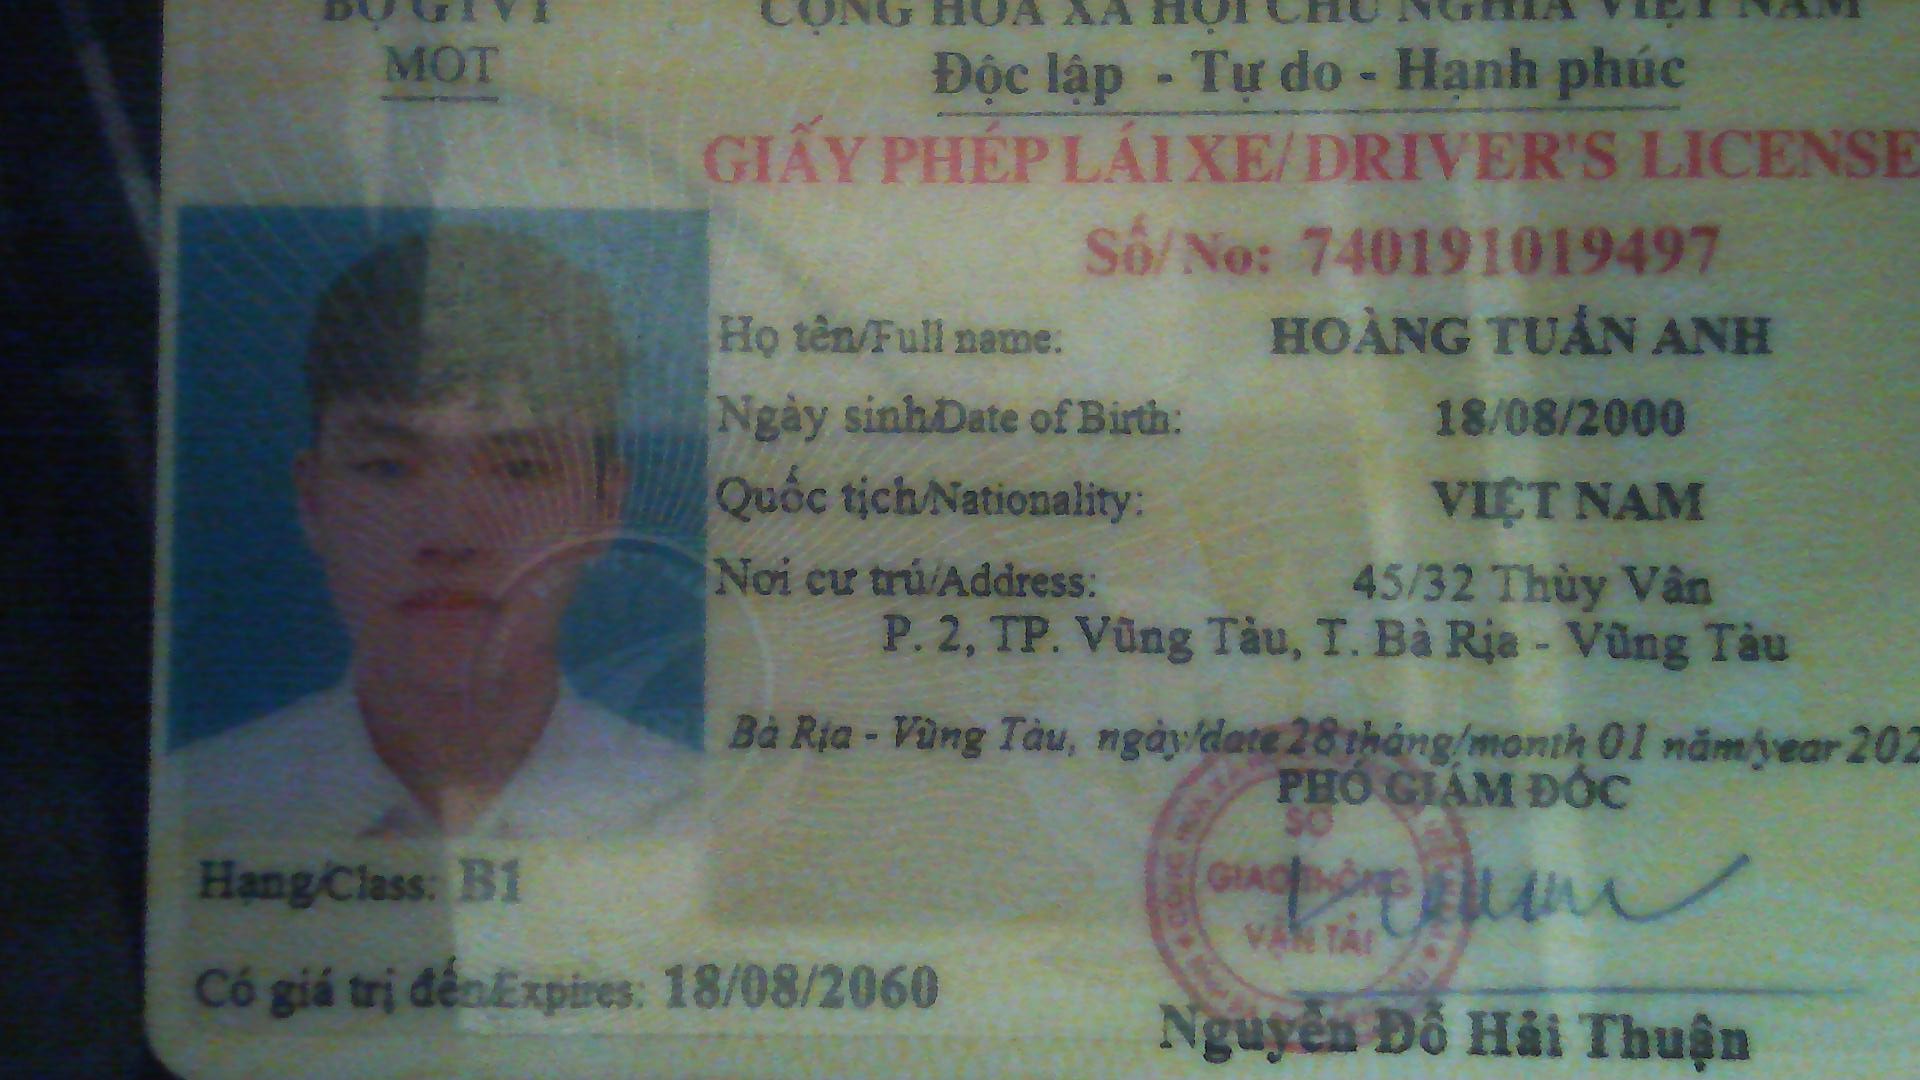 BỘ GTVT
CỘNG HÒA XÃ HỘI CHỦ NGHĨA VIỆT NAM
MOT
Độc lập - Tự do - Hạnh phúc
GIẤY PHÉP LÁI XE/ DRIVER'S LICENSE
Số/ No: 740191019497
Họ tên/Full name: HOÀNG TUẤN ANH
Ngày sinh/Date of Birth: 18/08/2000
Quốc tịch/Nationality: VIỆT NAM
Nơi cư trú/Address: 45/32 Thùy Vân
P. 2, TP. Vũng Tàu, T. Bà Rịa - Vũng Tàu
Bà Rịa - Vũng Tàu, ngày/date 28 tháng/month 01 năm/year 202
PHÓ GIÁM ĐỐC
SỞ
GIAO THÔNG
VẬN TẢI
Hạng/Class: B1
Có giá trị đến/Expires: 18/08/2060
Nguyễn Đỗ Hải Thuận